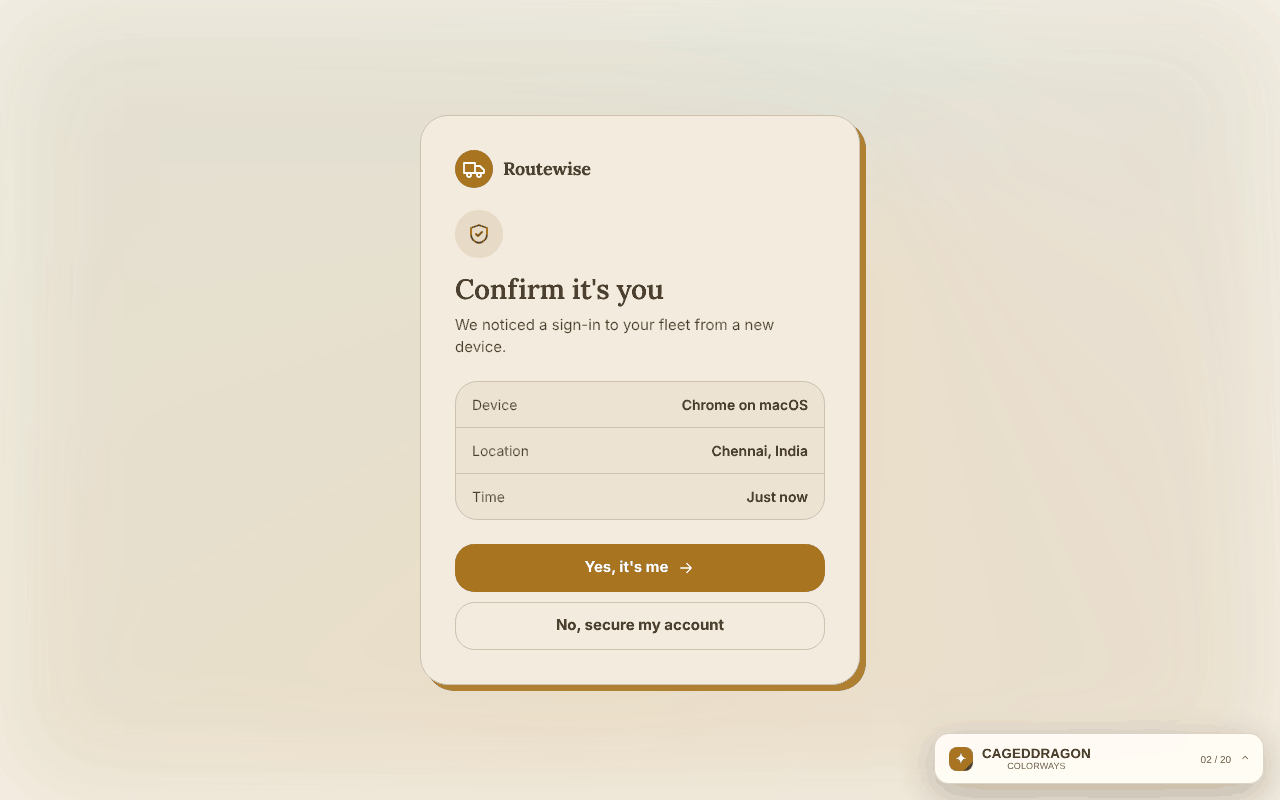 Routewise
Confirm it's you
We noticed a sign-in to your fleet from a new
device.
Device Chrome on macOS
Location Chennai, India
Time Just now
Yes, it's me →
No, secure my account
CAGEDDRAGON
COLORWAYS
02 / 20